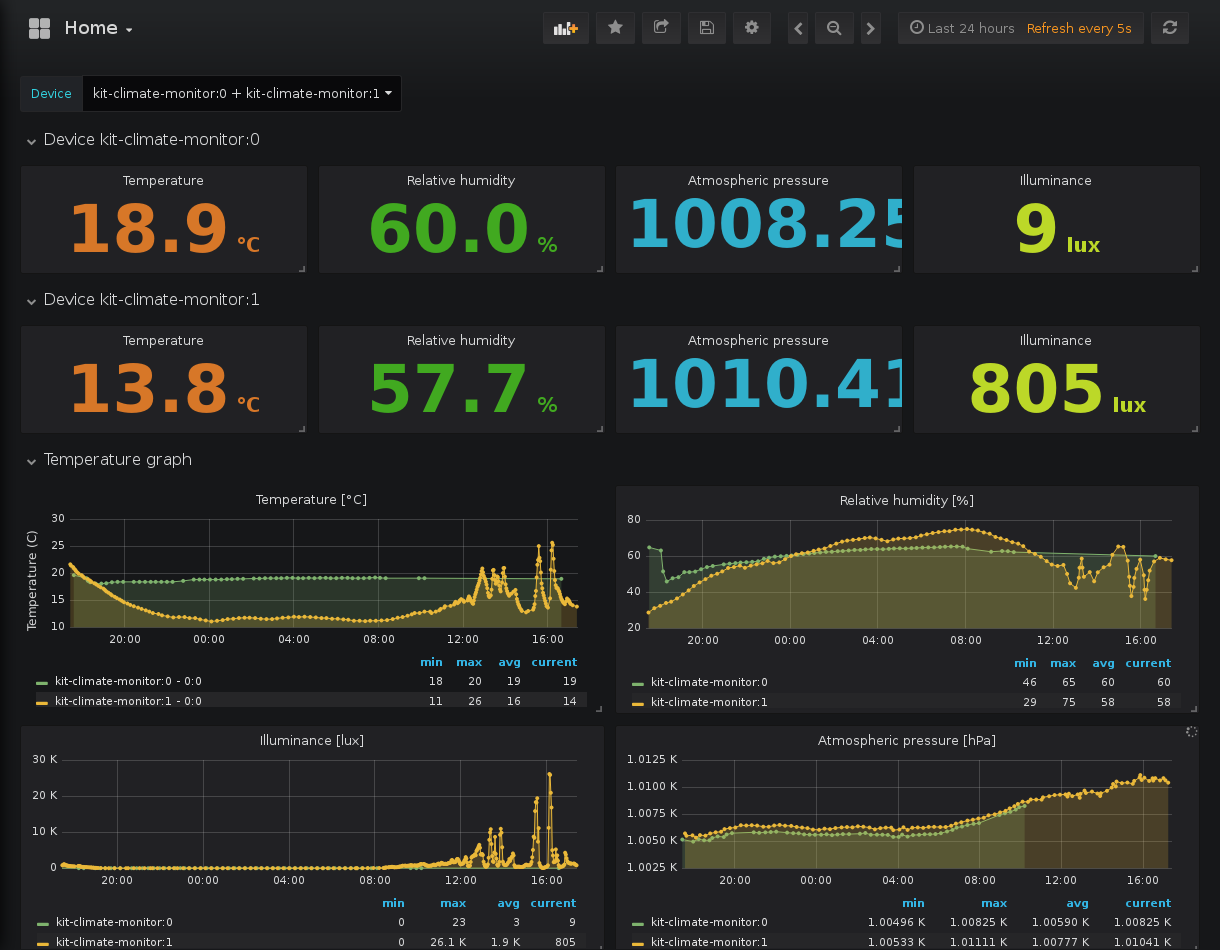 Home
Last 24 hours Refresh every 5s
Device kit-climate-monitor:0 + kit-climate-monitor:1
Device kit-climate-monitor:0
Temperature Relative humidity Atmospheric pressure Illuminance
18.9 °C 60.0 % 1008.25 9 lux
Device kit-climate-monitor:1
Temperature Relative humidity Atmospheric pressure Illuminance
13.8 °C 57.7 % 1010.41 805 lux
Temperature graph
Temperature [°C]
Temperature (C)
30
25
20
15
10
20:00 00:00 04:00 08:00 12:00 16:00
min max avg current
kit-climate-monitor:0 - 0:0 18 20 19 19
kit-climate-monitor:1 - 0:0 11 26 16 14
Relative humidity [%]
80
60
40
20
20:00 00:00 04:00 08:00 12:00 16:00
min max avg current
kit-climate-monitor:0 46 65 60 60
kit-climate-monitor:1 29 75 58 58
Illuminance [lux]
30 K
20 K
10 K
0
20:00 00:00 04:00 08:00 12:00 16:00
min max avg current
kit-climate-monitor:0 0 23 3 9
kit-climate-monitor:1 0 26.1 K 1.9 K 805
Atmospheric pressure [hPa]
1.0125 K
1.0100 K
1.0075 K
1.0050 K
1.0025 K
20:00 00:00 04:00 08:00 12:00 16:00
min max avg current
kit-climate-monitor:0 1.00496 K 1.00825 K 1.00590 K 1.00825 K
kit-climate-monitor:1 1.00533 K 1.01111 K 1.00777 K 1.01041 K